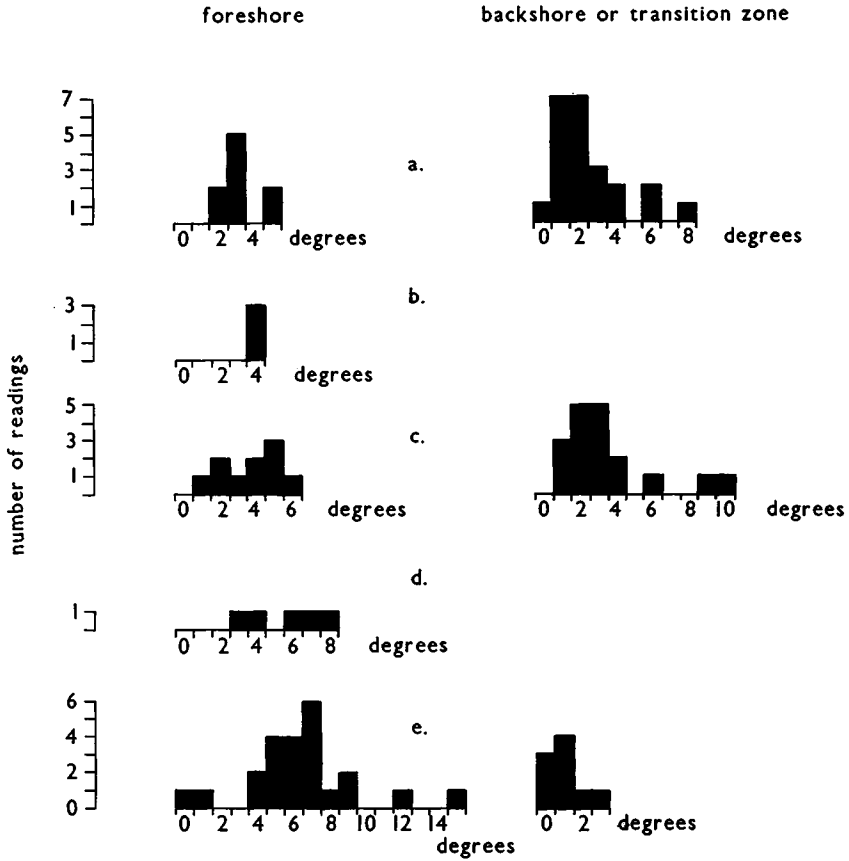 foreshore backshore or transition zone
7
5
3
1
a.
0 2 4 degrees
0 2 4 6 8 degrees
b.
3
1
0 2 4 degrees
number of readings
c.
5
3
1
0 2 4 6 degrees
0 2 4 6 8 10 degrees
d.
1
0 2 4 6 8 degrees
e.
6
4
2
0
0 2 4 6 8 10 12 14
degrees
0 2 degrees